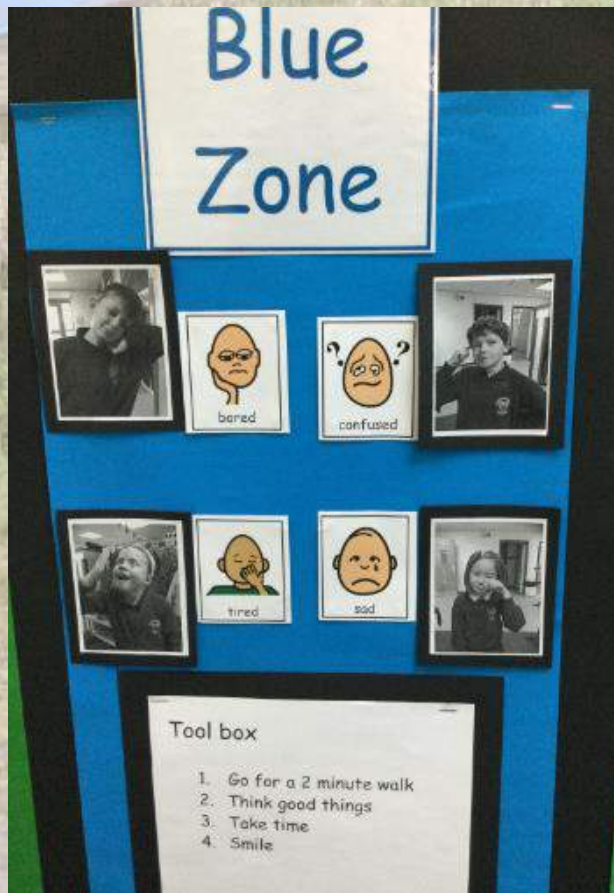 Blue
Zone
bored
? ?
confused
tired
sad
Tool box
1. Go for a 2 minute walk
2. Think good things
3. Take time
4. Smile